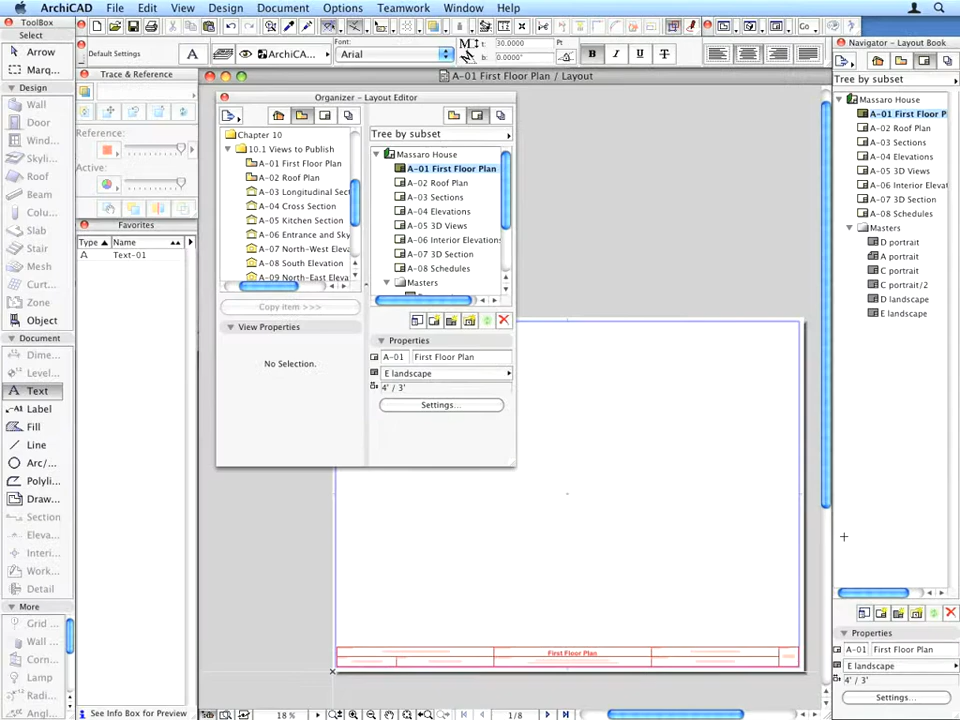 ArchiCAD File Edit View Design Document Options Teamwork Window Help
ToolBox
Select
Arrow
Marq...
Design
Wall
Door
Wind...
Skyli...
Roof
Beam
Colu...
Slab
Stair
Mesh
Curt...
Zone
Object
Document
Dime...
Level...
Text
Label
Fill
Line
Arc/...
Polyli...
Draw...
Section
Eleva...
Interi...
Work...
Detail
More
Grid ...
Wall ...
Corn...
Lamp
Radi...
Angl...
Go
Default Settings
ArchiCA...
Font:
Arial
t: 30.0000 Pt
b: 0.0000°
B I U T
Trace & Reference
Reference:
Active:
Favorites
Type Name
Text-01
See Info Box for Preview
A-01 First Floor Plan / Layout
Organizer - Layout Editor
Chapter 10
10.1 Views to Publish
A-01 First Floor Plan
A-02 Roof Plan
A-03 Longitudinal Sect
A-04 Cross Section
A-05 Kitchen Section
A-06 Entrance and Sky
A-07 North-West Eleva
A-08 South Elevation
A-09 North-East Eleva
Copy item >>>
View Properties
No Selection.
Tree by subset
Massaro House
A-01 First Floor Plan
A-02 Roof Plan
A-03 Sections
A-04 Elevations
A-05 3D Views
A-06 Interior Elevations
A-07 3D Section
A-08 Schedules
Masters
Properties
A-01 First Floor Plan
E landscape
4' / 3'
Settings...
First Floor Plan
18 %
1/8
Navigator - Layout Book
Tree by subset
Massaro House
A-01 First Floor P
A-02 Roof Plan
A-03 Sections
A-04 Elevations
A-05 3D Views
A-06 Interior Elevat
A-07 3D Section
A-08 Schedules
Masters
D portrait
A portrait
C portrait
C portrait/2
D landscape
E landscape
Properties
A-01 First Floor Plan
E landscape
4' / 3'
Settings...